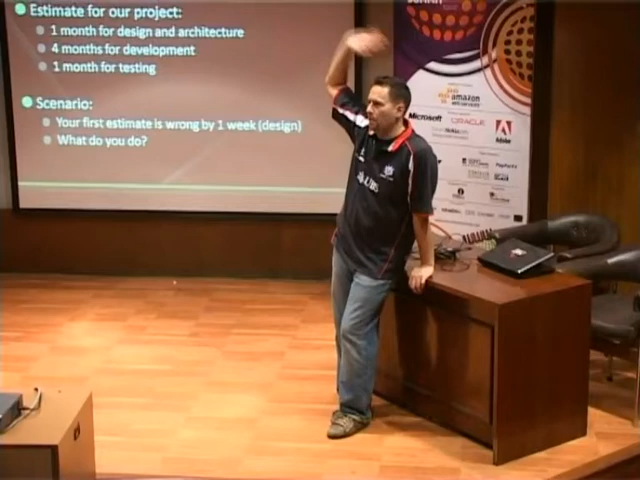 Estimate for our project:
1 month for design and architecture
4 months for development
1 month for testing
Scenario:
Your first estimate is wrong by 1 week (design)
What do you do?
SUMMIT
amazon
Microsoft
ORACLE
Adobe